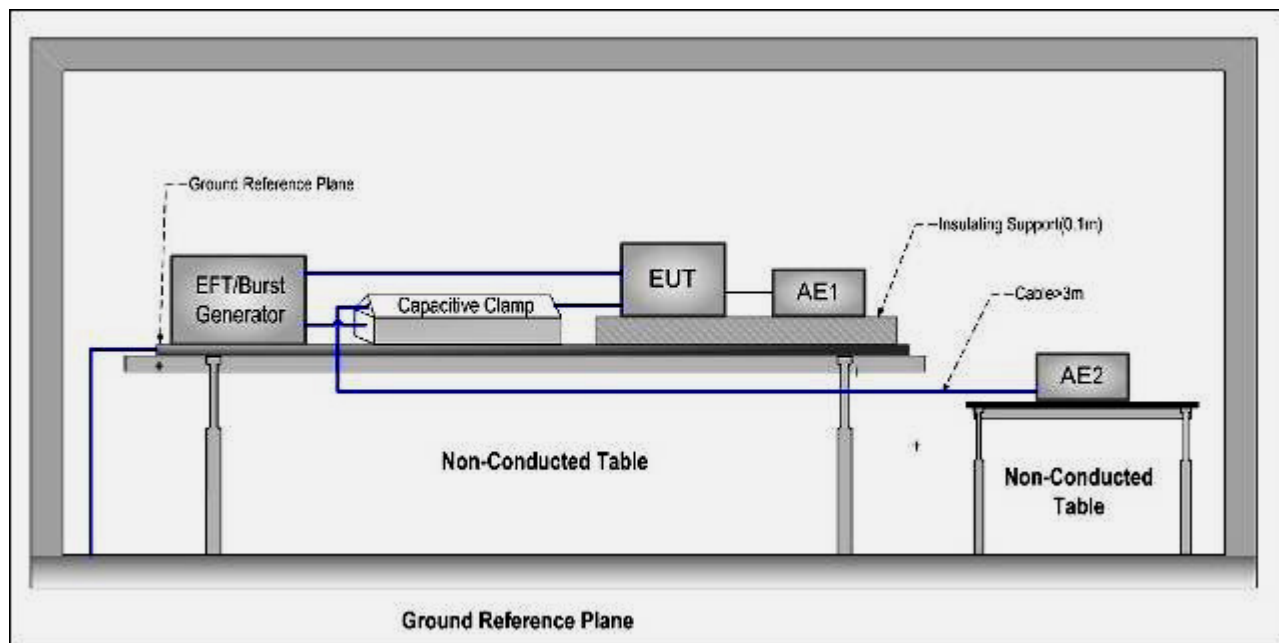 Ground Reference Plane
Insulating Support(0.1m)
EFT/Burst
Generator
Capacitive Clamp
EUT
AE1
Cable>3m
AE2
Non-Conducted Table
Non-Conducted
Table
Ground Reference Plane